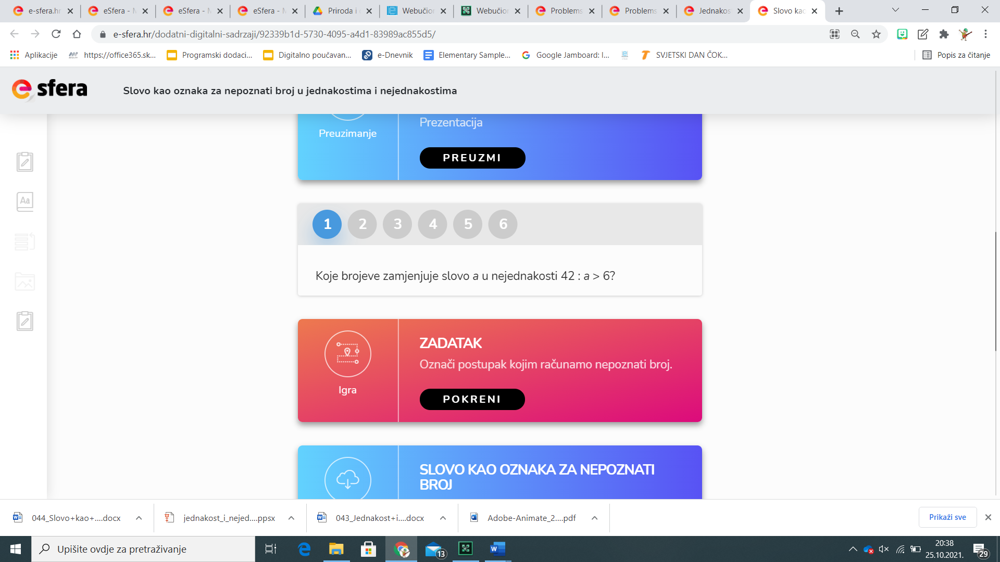 e-sfera.hr
eSfera - M
eSfera - M
eSfera - M
Priroda i
Webučion
Webučion
Problems
Problems
Jednakos
Slovo kao
e-sfera.hr/dodatni-digitalni-sadrzaji/92339b1d-5730-4095-a4d1-83989ac855d5/
Aplikacije
https://office365.sk...
Programski dodaci...
Digitalno poučavan...
e-Dnevnik
Elementary Sample...
Google Jamboard: I...
SVJETSKI DAN ČOK...
Popis za čitanje
e sfera
Slovo kao oznaka za nepoznati broj u jednakostima i nejednakostima
Preuzimanje
Prezentacija
PREUZMI
Aa
1 2 3 4 5 6
Koje brojeve zamjenjuje slovo a u nejednakosti 42 : a > 6?
Igra
ZADATAK
Označi postupak kojim računamo nepoznati broj.
POKRENI
SLOVO KAO OZNAKA ZA NEPOZNATI
BROJ
044_Slovo+kao+....docx
jednakost_i_nejed....ppsx
043_Jednakost+i....docx
Adobe-Animate_2....pdf
Prikaži sve
Upišite ovdje za pretraživanje
13
20:38
25.10.2021.
29